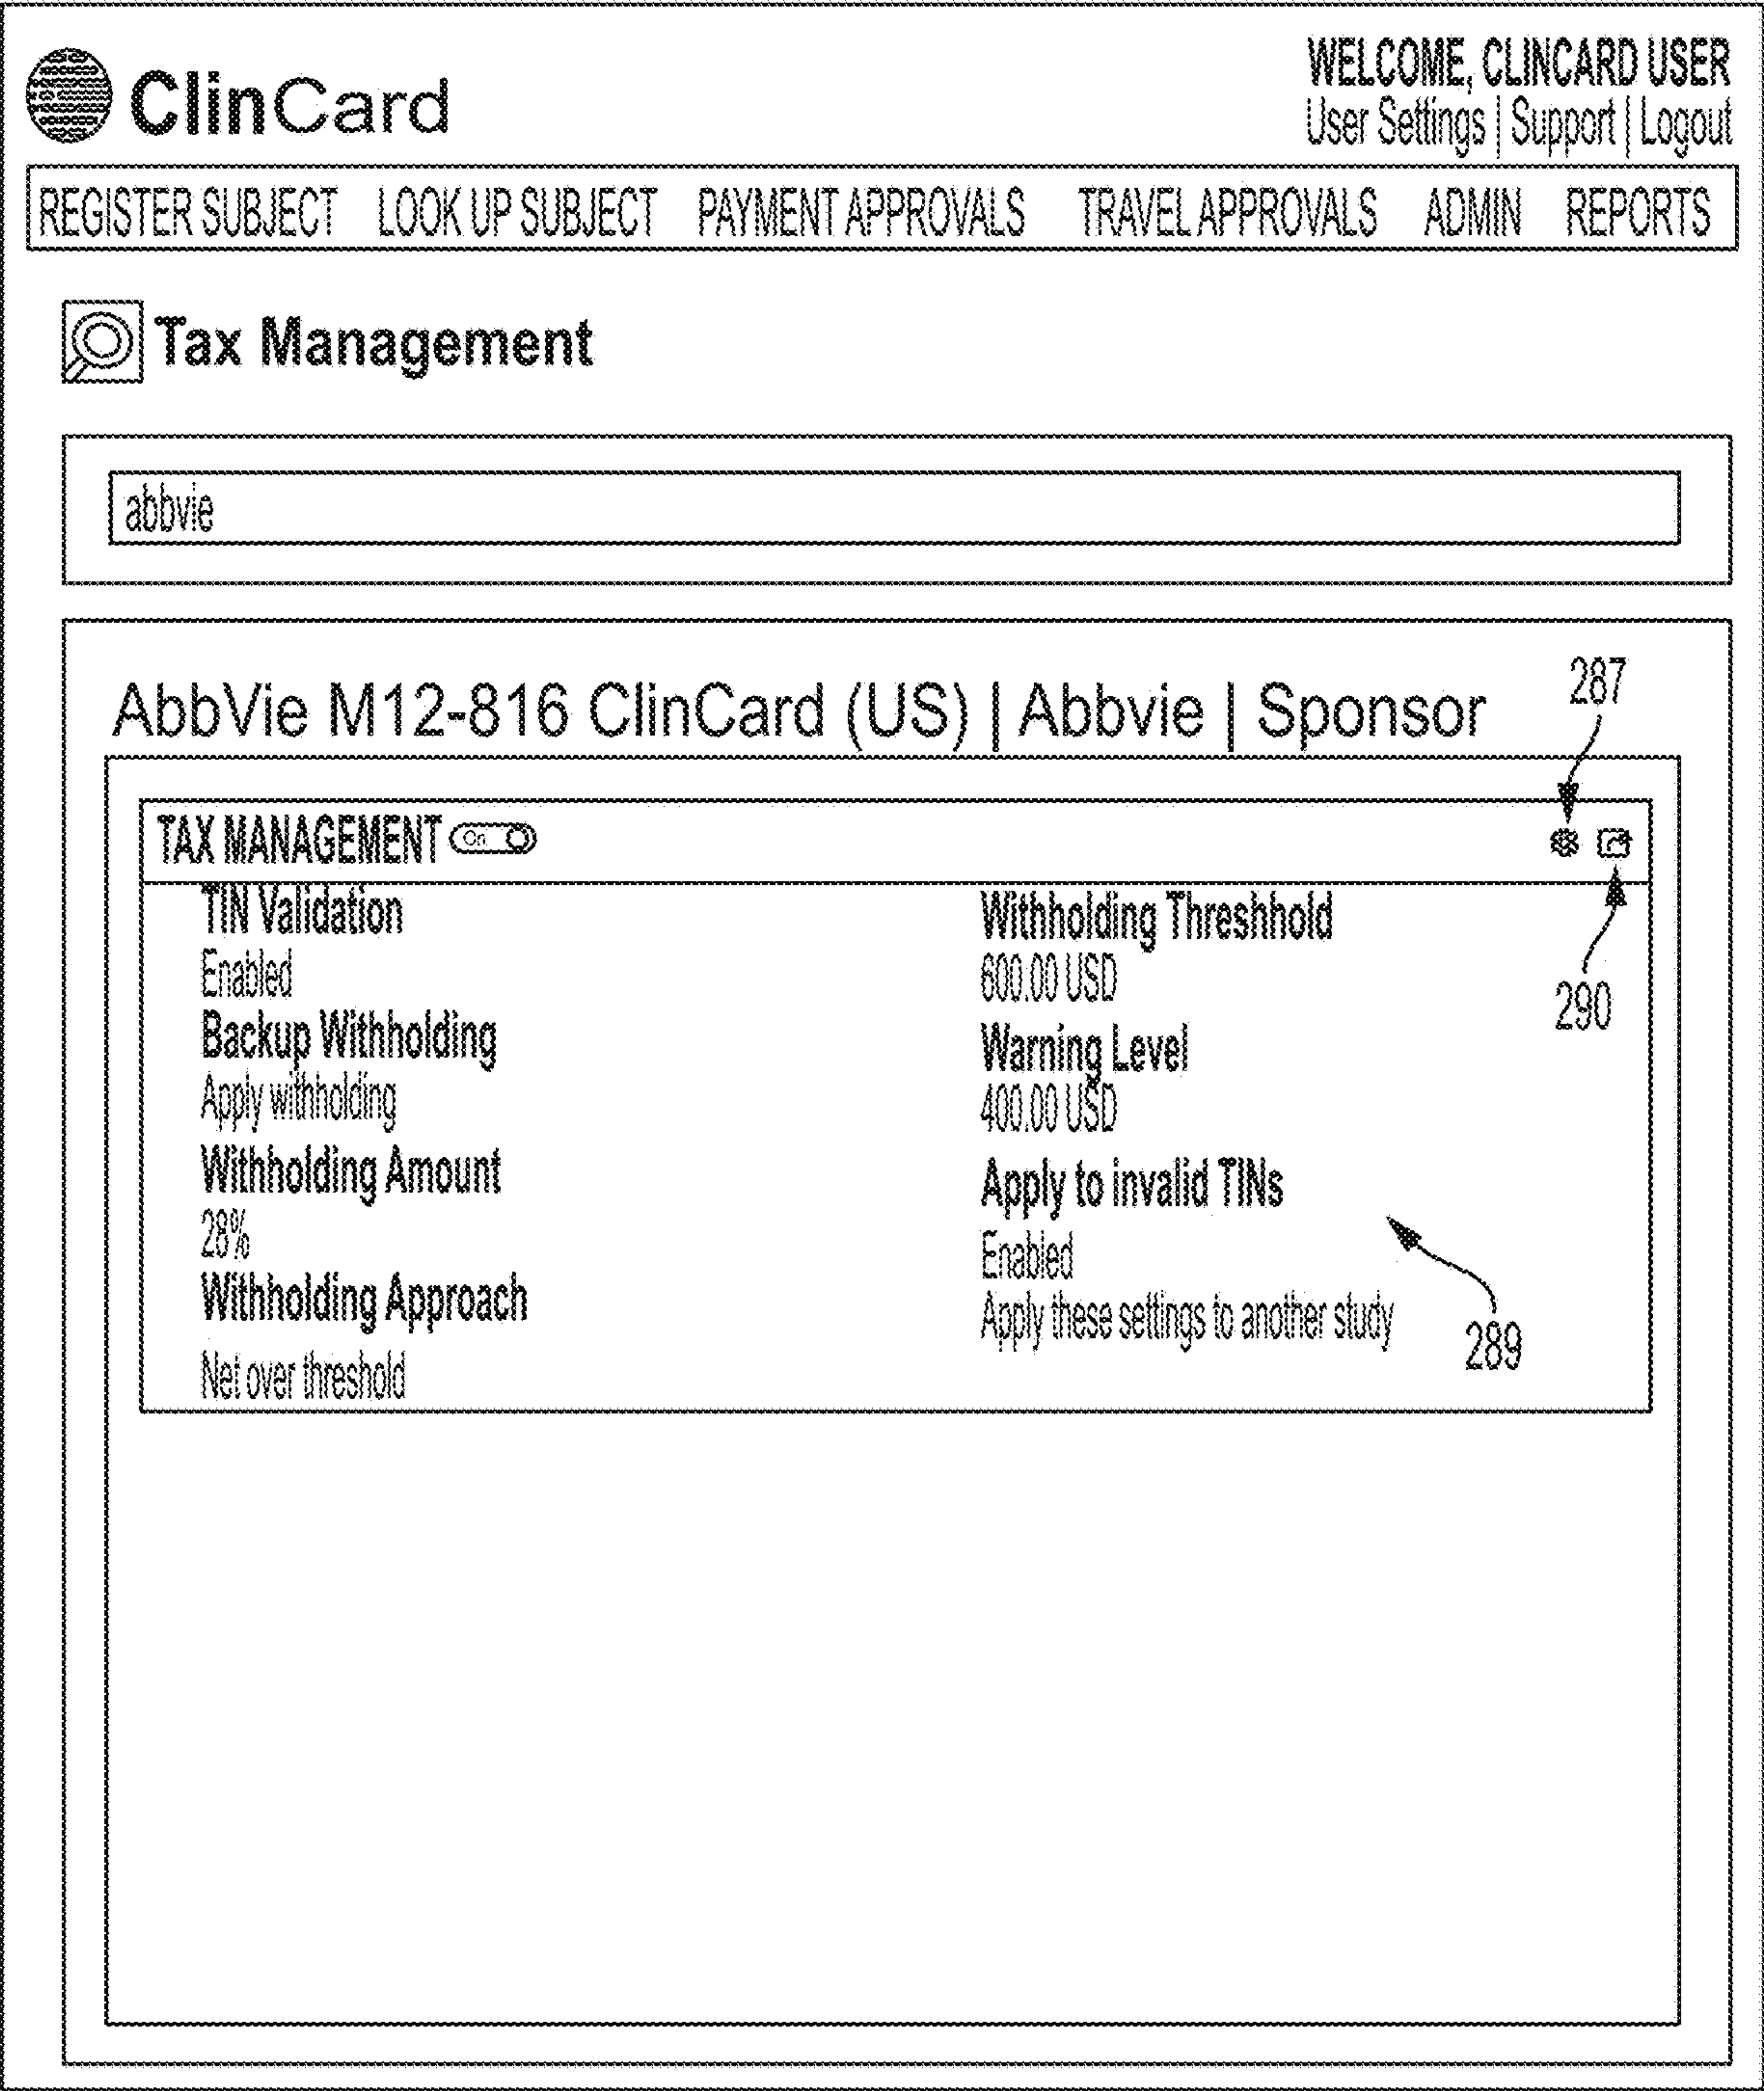 ClinCard
WELCOME, CLINCARD USER
User Settings | Support | Logout
REGISTER SUBJECT LOOK UP SUBJECT PAYMENT APPROVALS TRAVEL APPROVALS ADMIN REPORTS
Tax Management
abbvie
AbbVie M12-816 ClinCard (US) | Abbvie | Sponsor
287
TAX MANAGEMENT On
TIN Validation
Enabled
Backup Withholding
Apply withholding
Withholding Amount
28%
Withholding Approach
Net over threshold
Withholding Threshhold
600.00 USD
Warning Level
400.00 USD
Apply to invalid TINs
Enabled
Apply these settings to another study
290
289